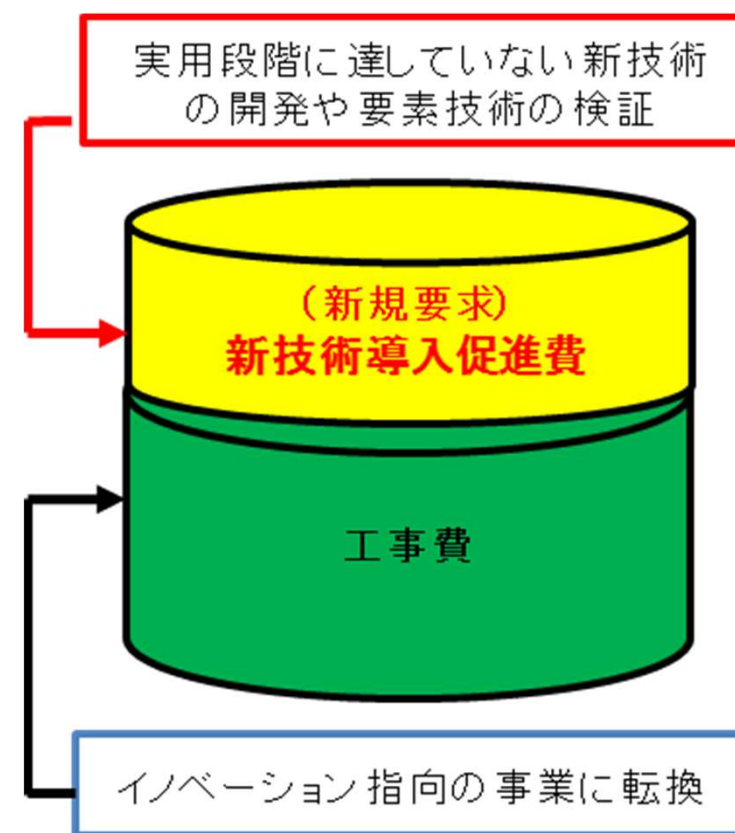 実用段階に達していない新技術
の開発や要素技術の検証
(新規要求)
新技術導入促進費
工事費
イノベーション指向の事業に転換